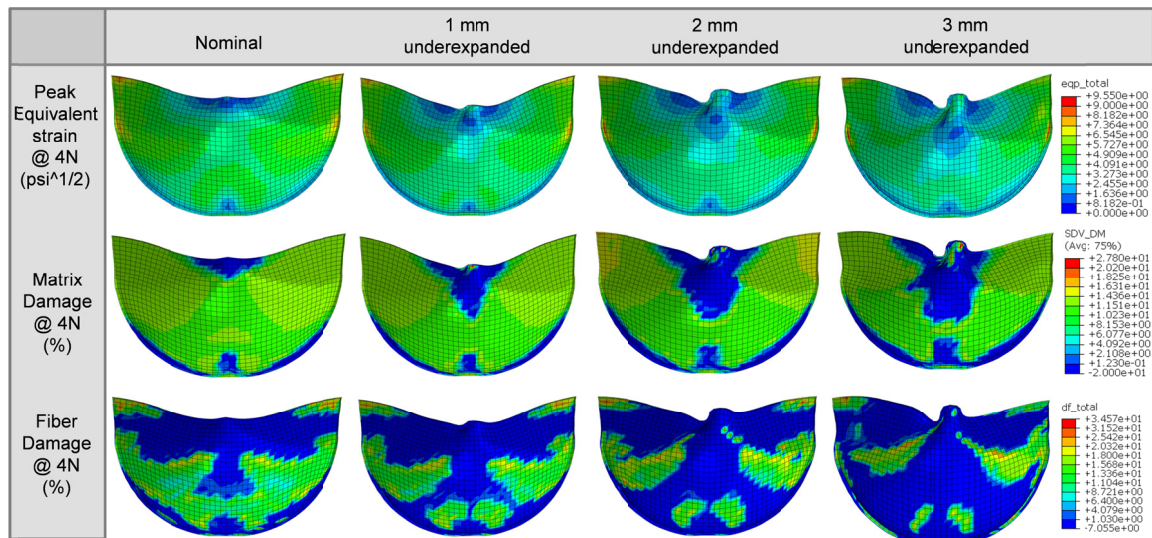 Nominal
1 mm
underexpanded
2 mm
underexpanded
3 mm
underexpanded
Peak
Equivalent
strain
@ 4N
(psi^1/2)
eqp_total
+9.550e+00
+9.000e+00
+8.182e+00
+7.364e+00
+6.545e+00
+5.727e+00
+4.909e+00
+4.091e+00
+3.273e+00
+2.455e+00
+1.636e+00
+8.182e-01
+0.000e+00
Matrix
Damage
@ 4N
(%)
SDV_DM
(Avg: 75%)
+2.780e+01
+2.020e+01
+1.825e+01
+1.631e+01
+1.436e+01
+1.151e+01
+1.023e+01
+8.153e+00
+6.077e+00
+4.092e+00
+2.108e+00
+1.230e-01
-2.000e+01
Fiber
Damage
@ 4N
(%)
df_total
+3.457e+01
+3.152e+01
+2.542e+01
+2.032e+01
+1.800e+01
+1.568e+01
+1.336e+01
+1.104e+01
+8.721e+00
+6.400e+00
+4.079e+00
+1.030e+00
-7.055e+01